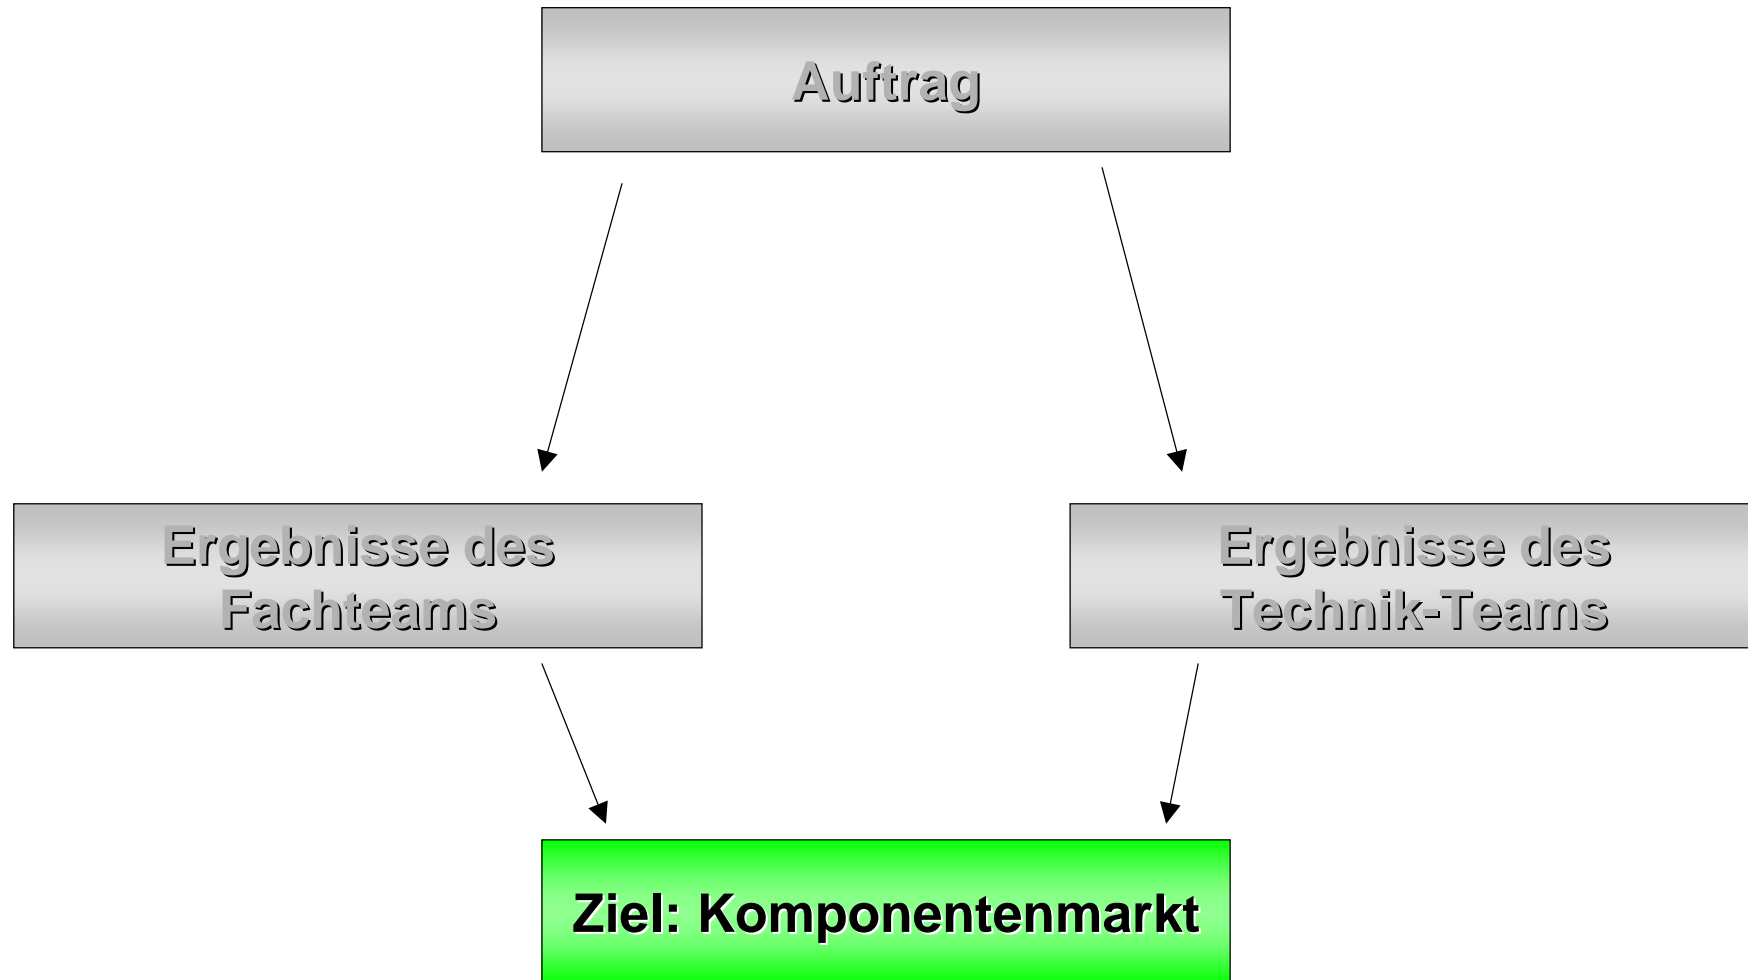 Auftrag
Ergebnisse des
Fachteams
Ergebnisse des
Technik-Teams
Ziel: Komponentenmarkt